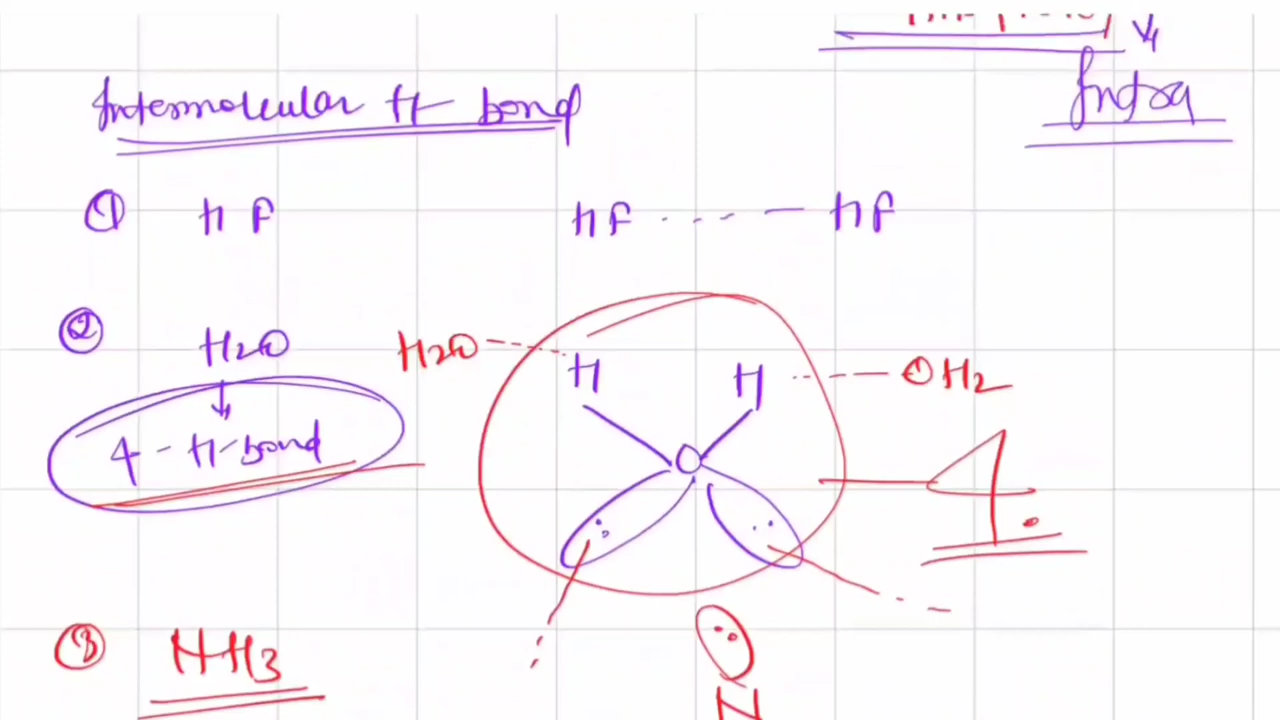 Intra
Intermolecular H-bond
① HF HF ----- HF
② H2O H2O ---- H H ---- OH2
4-H-bond O 4.
③ NH3 N